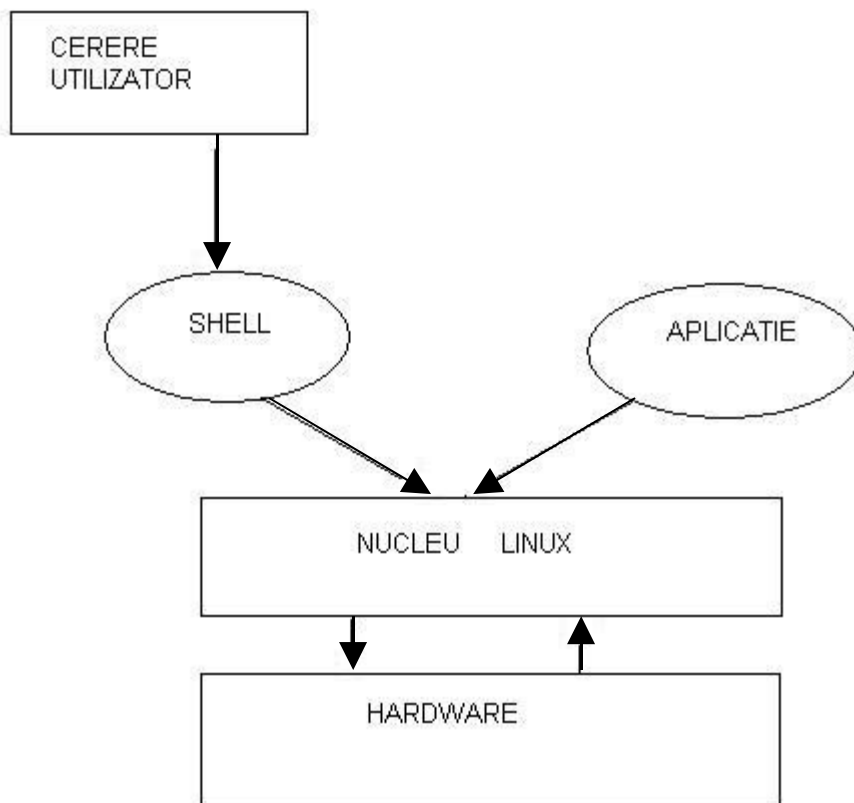 CERERE
UTILIZATOR
SHELL
APLICATIE
NUCLEU LINUX
HARDWARE